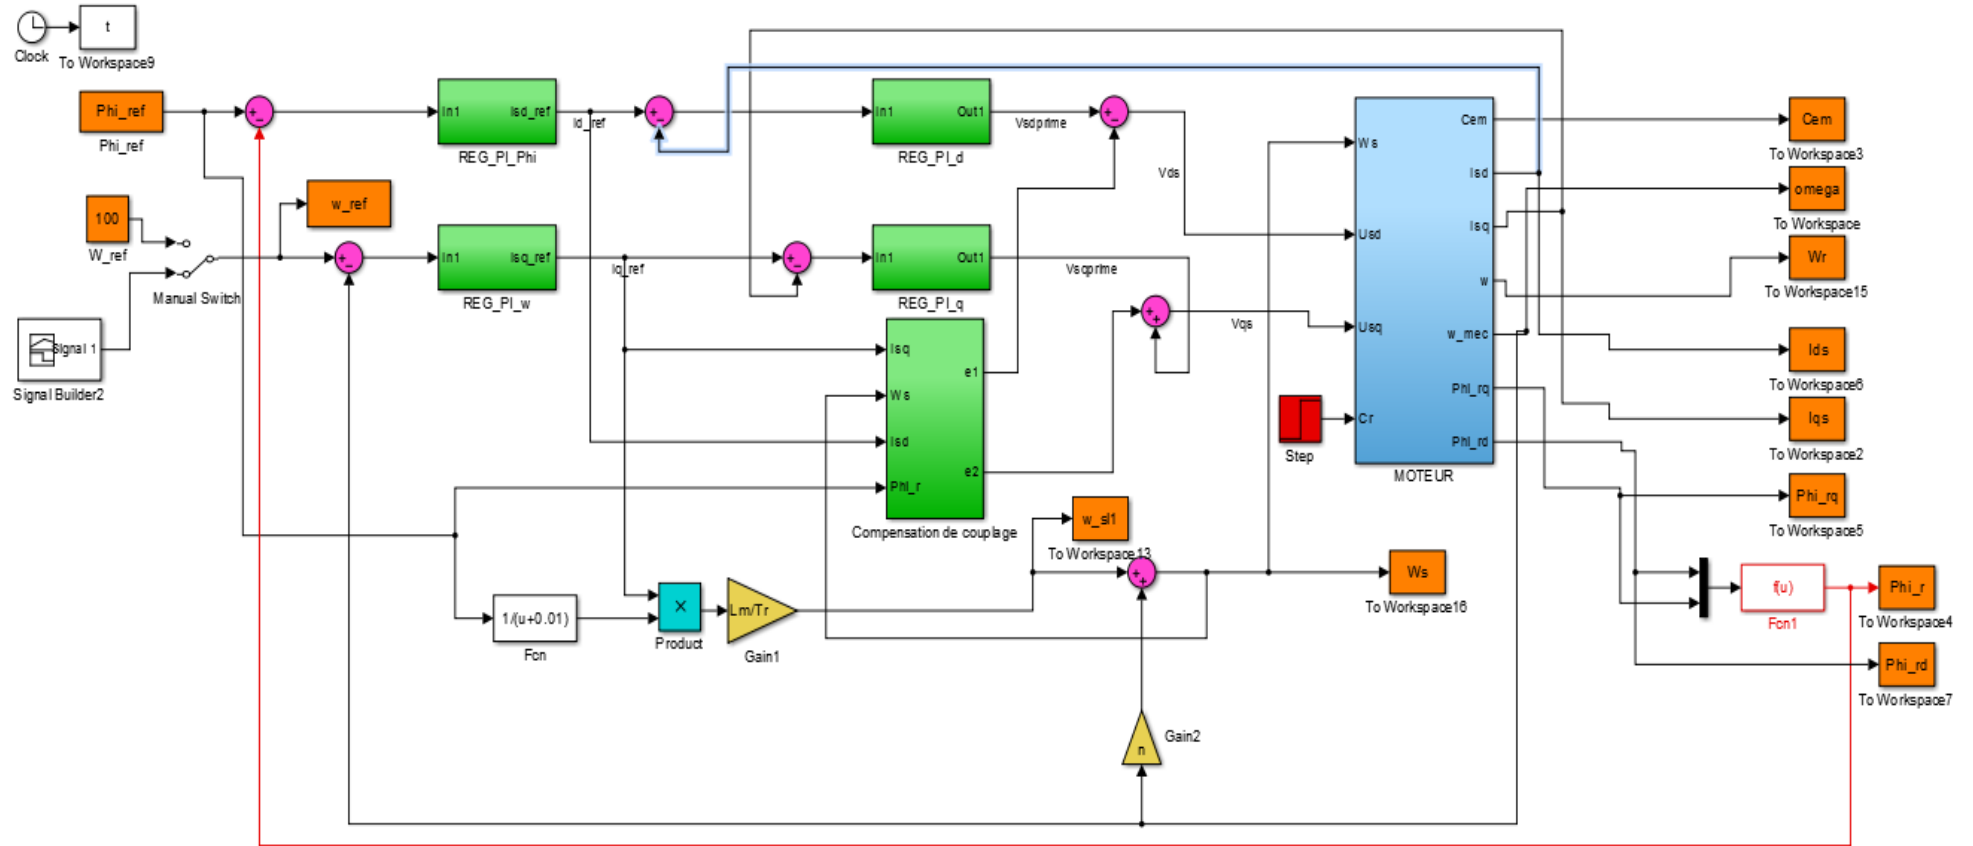 t
Clock
To Workspace9
Phi_ref
Phi_ref
In1
Isd_ref
REG_PI_Phi
Id_ref
In1
Out1
REG_PI_d
Vsdprime
Vds
Ws
Usd
Usq
Cr
Cem
Isd
Isq
w
w_mec
Phi_rq
Phi_rd
MOTEUR
Cem
To Workspace3
omega
To Workspace
Wr
To Workspace15
Ids
To Workspace6
Iqs
To Workspace2
Phi_rq
To Workspace5
w_ref
100
W_ref
Manual Switch
Signal 1
Signal Builder2
In1
Isq_ref
REG_PI_w
Iq_ref
In1
Out1
REG_PI_q
Vsqprime
Vqs
Isq
Ws
Isd
Phi_r
e1
e2
Compensation de couplage
Step
w_sl1
To Workspace13
Ws
To Workspace16
1/(u+0.01)
Fcn
×
Product
Lm/Tr
Gain1
f(u)
Fcn1
Phi_r
To Workspace4
Phi_rd
To Workspace7
n
Gain2